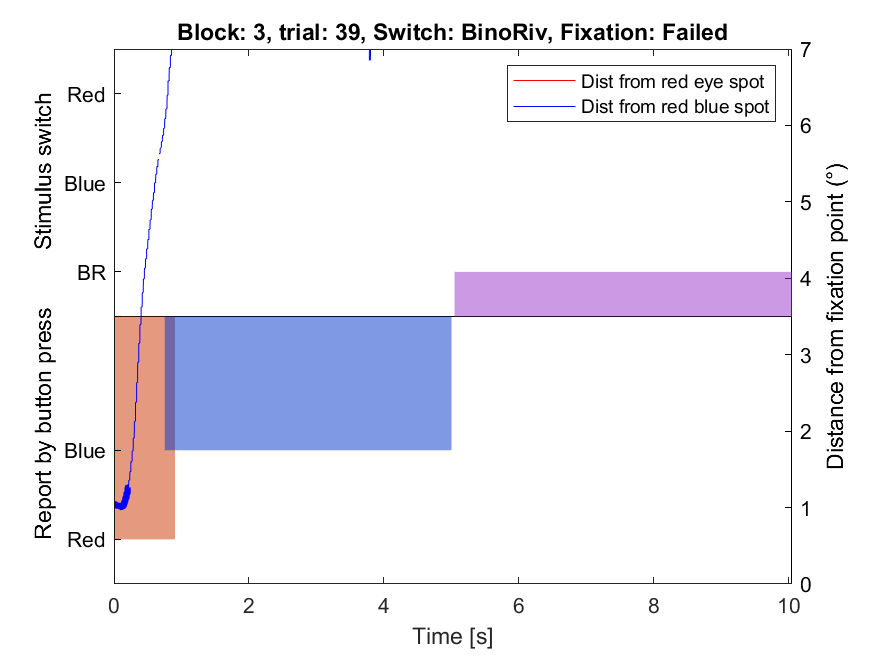 Block: 3, trial: 39, Switch: BinoRiv, Fixation: Failed
Dist from red eye spot
Dist from red blue spot
Stimulus switch
Report by button press
Red
Blue
BR
Blue
Red
7
6
5
4
3
2
1
0
Distance from fixation point (°)
0 2 4 6 8 10
Time [s]